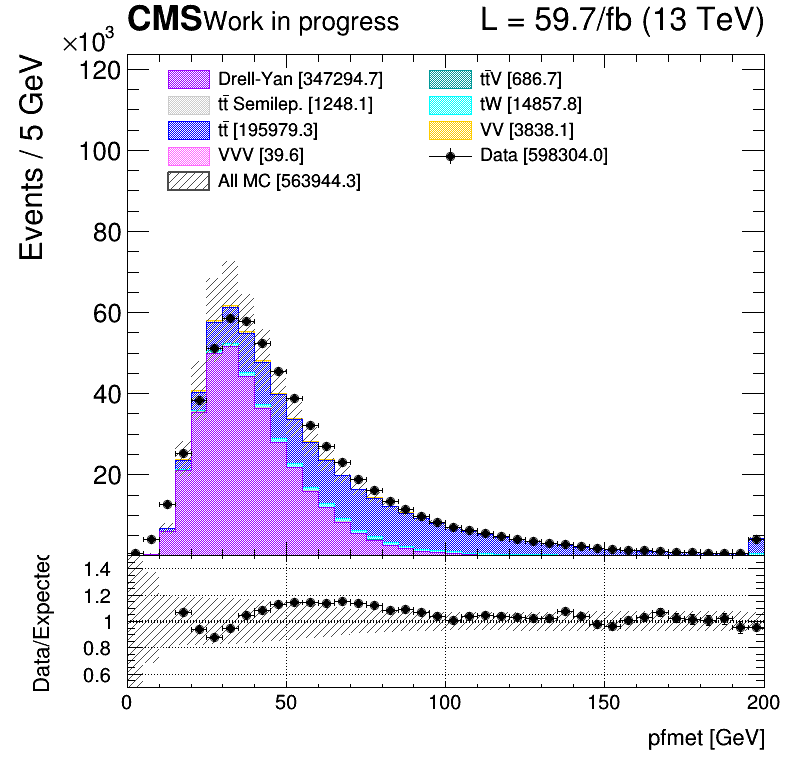 CMS Work in progress L = 59.7/fb (13 TeV)
×10³
Events / 5 GeV
120
100
80
60
40
20
Drell-Yan [347294.7]
tt̄ Semilep. [1248.1]
tt̄ [195979.3]
VVV [39.6]
All MC [563944.3]
tt̄V [686.7]
tW [14857.8]
VV [3838.1]
Data [598304.0]
Data/Expected
1.4
1.2
1
0.8
0.6
0 50 100 150 200
pfmet [GeV]